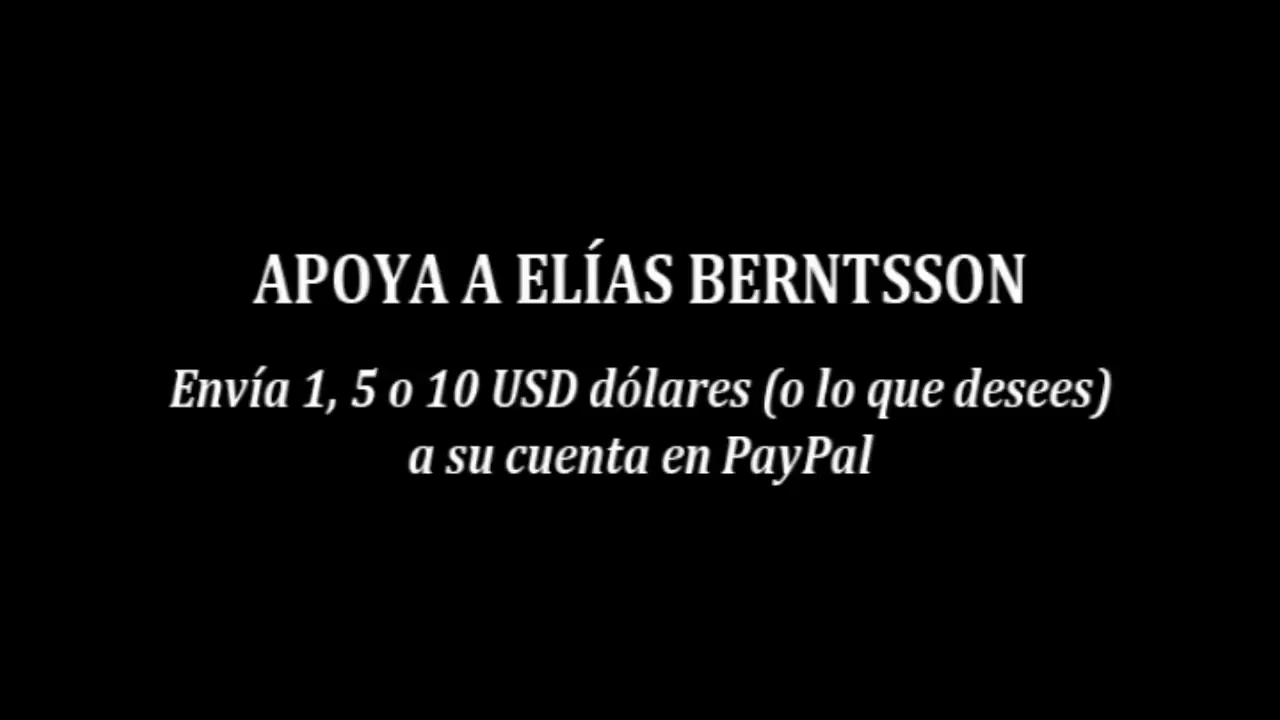 APOYA A ELÍAS BERNTSSON
Envía 1, 5 o 10 USD dólares (o lo que desees)
a su cuenta en PayPal